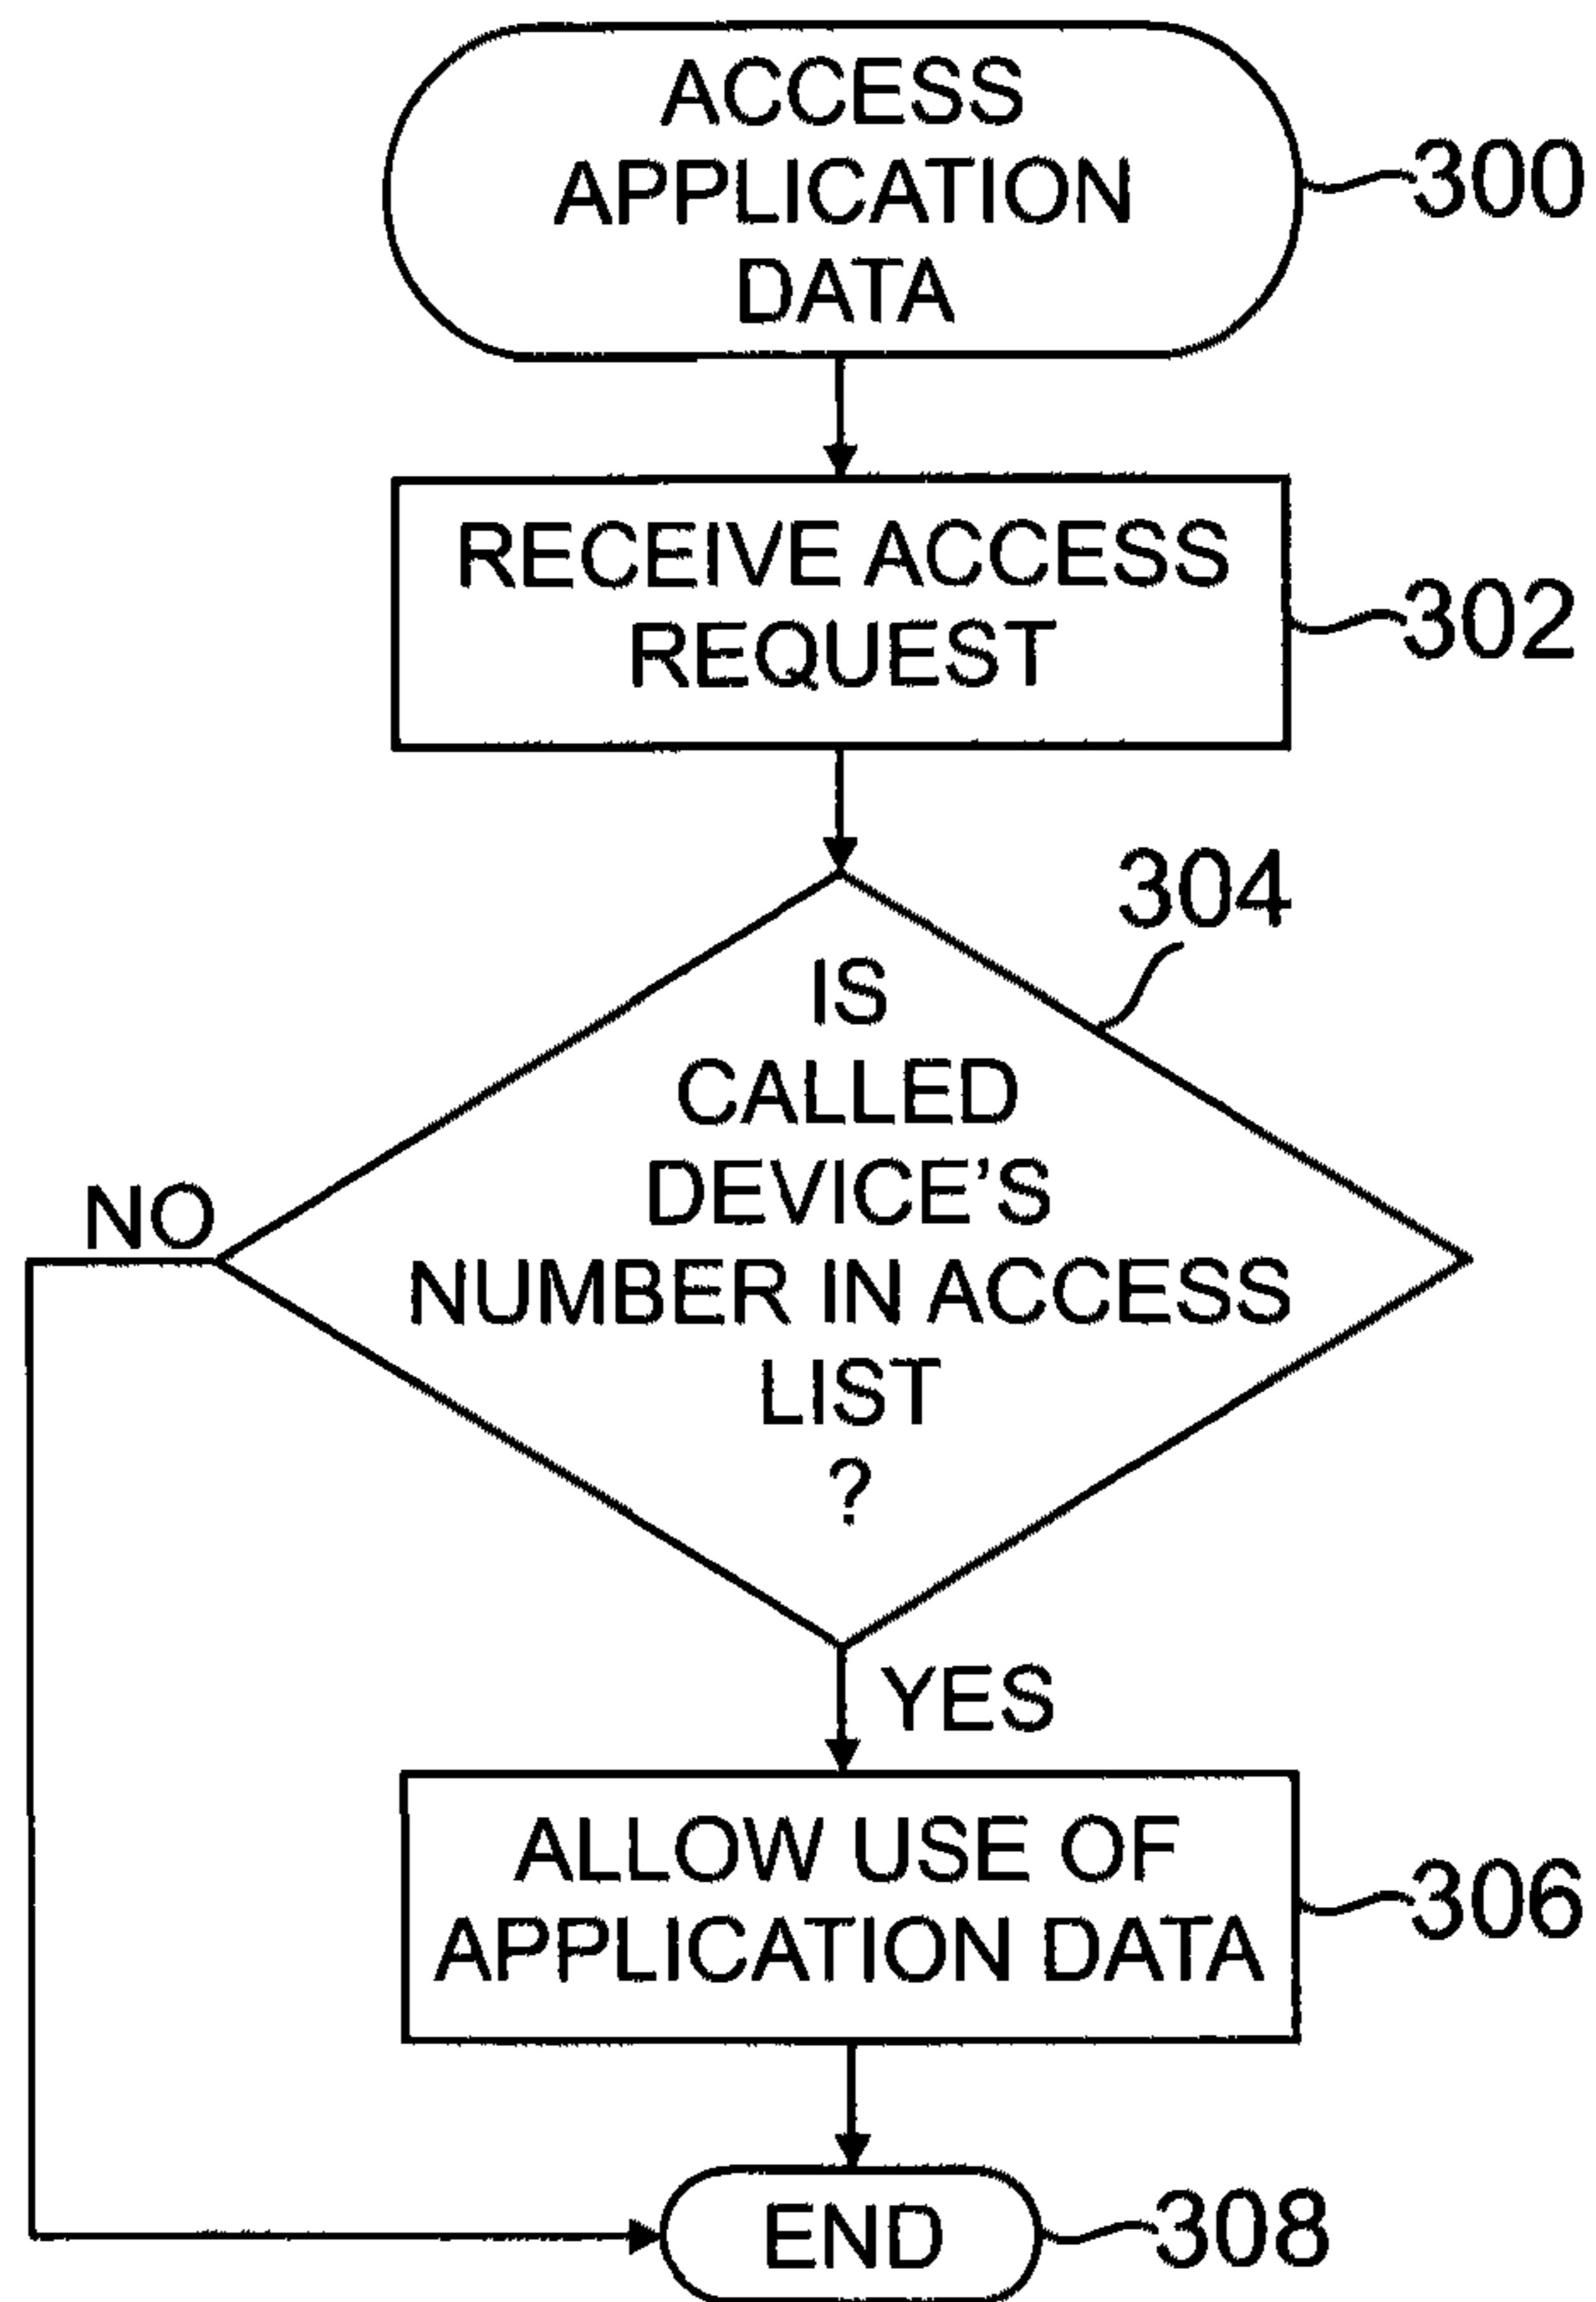 ACCESS
APPLICATION
DATA
300
RECEIVE ACCESS
REQUEST
302
304
IS
CALLED
DEVICE'S
NUMBER IN ACCESS
LIST
?
NO
YES
ALLOW USE OF
APPLICATION DATA
306
END
308